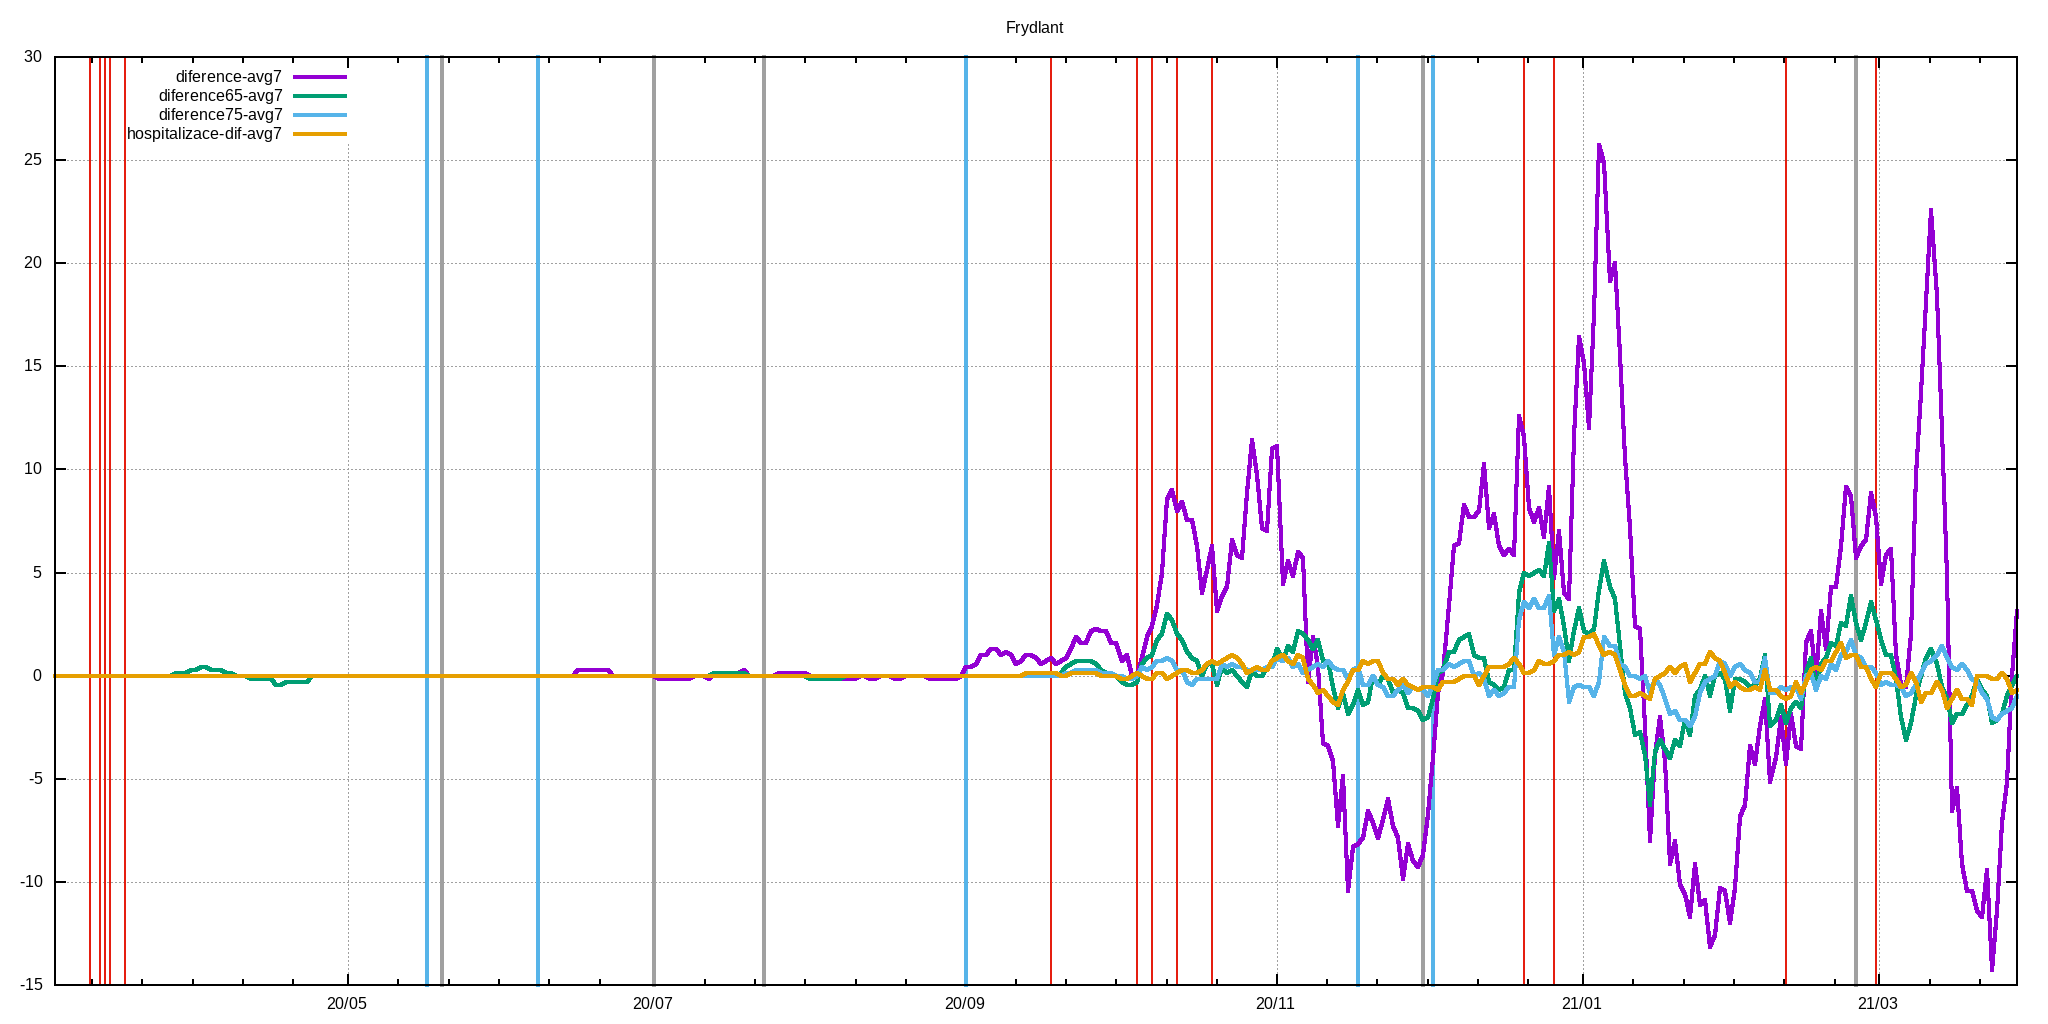 Frydlant
30
diference-avg7
diference65-avg7
diference75-avg7
hospitalizace-dif-avg7
25
20
15
10
5
0
-5
-10
-15
20/05 20/07 20/09 20/11 21/01 21/03